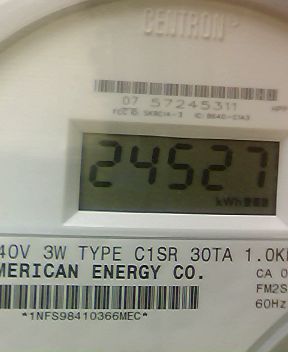 CENTRON
07 57245311
24527
kWh
40V 3W TYPE C1SR 30TA 1.0K
MERICAN ENERGY CO.
CA 0
FM2S
60Hz
*1NFS98410366MEC*